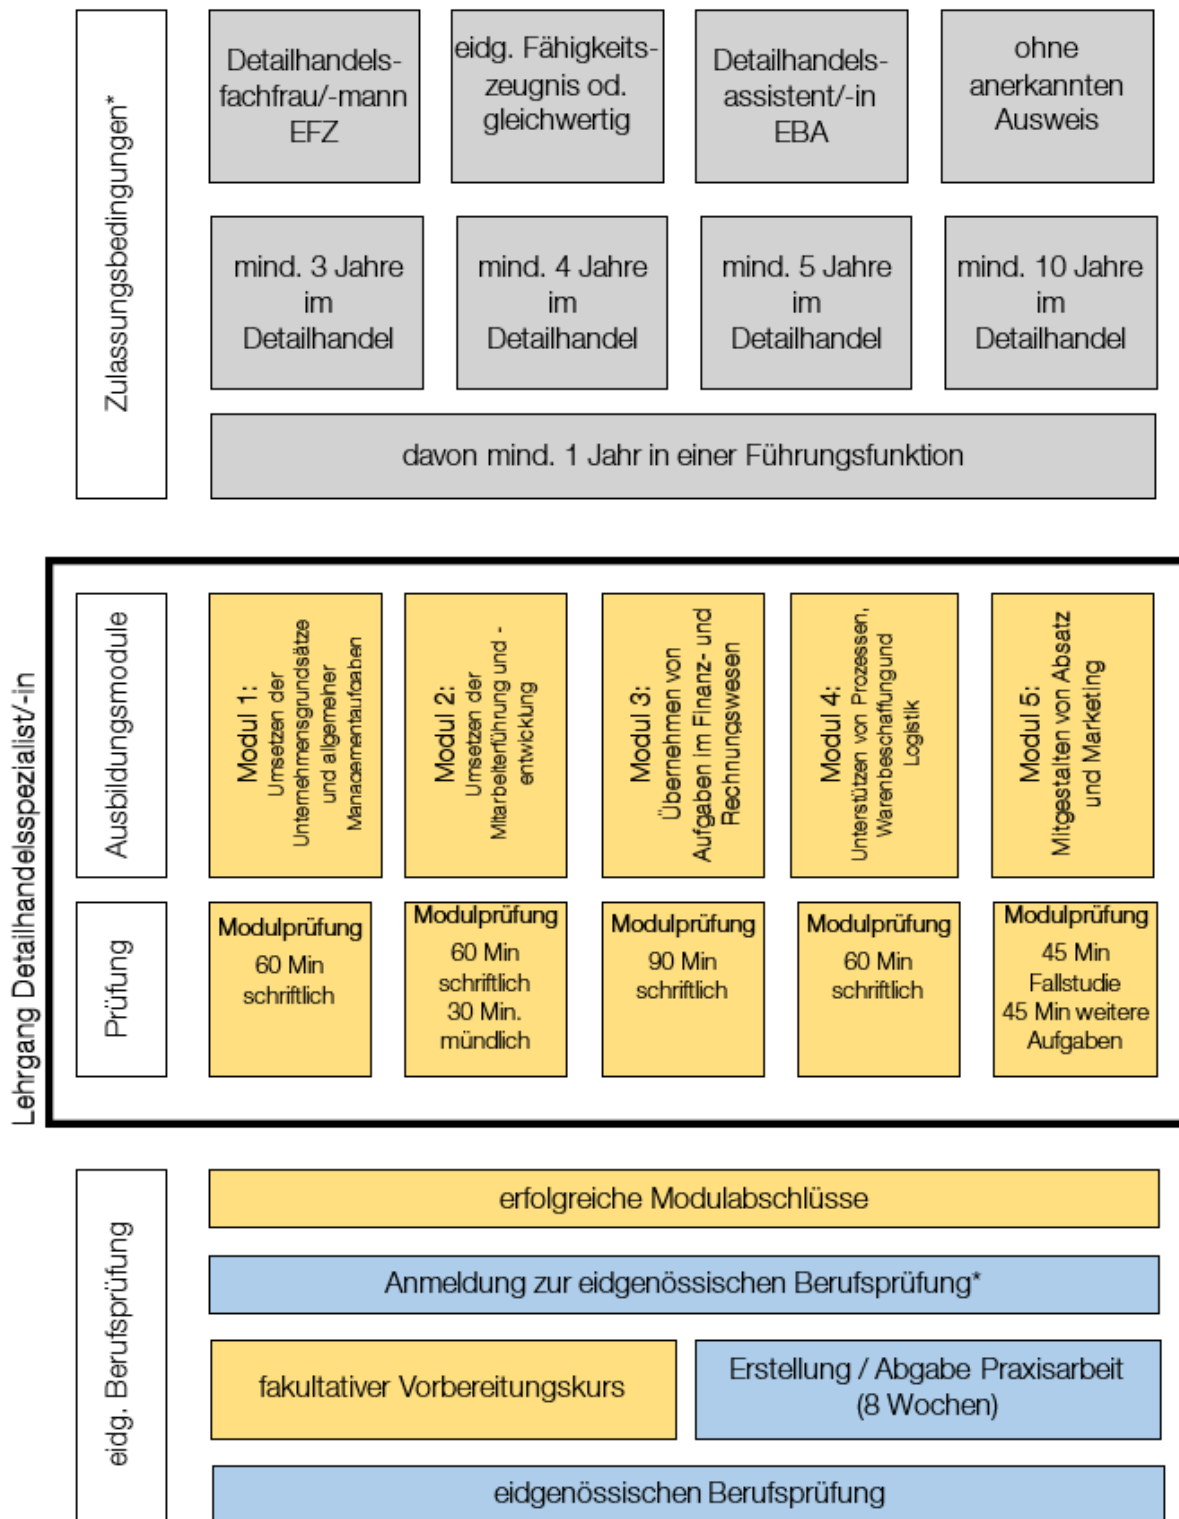 Zulassungsbedingungen*
Detailhandels-
fachfrau/-mann
EFZ
eidg. Fähigkeits-
zeugnis od.
gleichwertig
Detailhandels-
assistent/-in
EBA
ohne
anerkannten
Ausweis
mind. 3 Jahre
im
Detailhandel
mind. 4 Jahre
im
Detailhandel
mind. 5 Jahre
im
Detailhandel
mind. 10 Jahre
im
Detailhandel
davon mind. 1 Jahr in einer Führungsfunktion
Lehrgang Detailhandelsspezialist/-in
Ausbildungsmodule
Modul 1:
Umsetzen der
Unternehmensgrundsätze
und allgemeiner
Managementaufgaben
Modul 2:
Umsetzen der
Mitarbeiterführung und -
entwicklung
Modul 3:
Übernehmen von
Aufgaben im Finanz- und
Rechnungswesen
Modul 4:
Unterstützen von Prozessen,
Warenbeschaffung und
Logistik
Modul 5:
Mitgestalten von Absatz
und Marketing
Prüfung
Modulprüfung
60 Min
schriftlich
Modulprüfung
60 Min
schriftlich
30 Min.
mündlich
Modulprüfung
90 Min
schriftlich
Modulprüfung
60 Min
schriftlich
Modulprüfung
45 Min
Fallstudie
45 Min weitere
Aufgaben
eidg. Berufsprüfung
erfolgreiche Modulabschlüsse
Anmeldung zur eidgenössischen Berufsprüfung*
fakultativer Vorbereitungskurs
Erstellung / Abgabe Praxisarbeit
(8 Wochen)
eidgenössischen Berufsprüfung